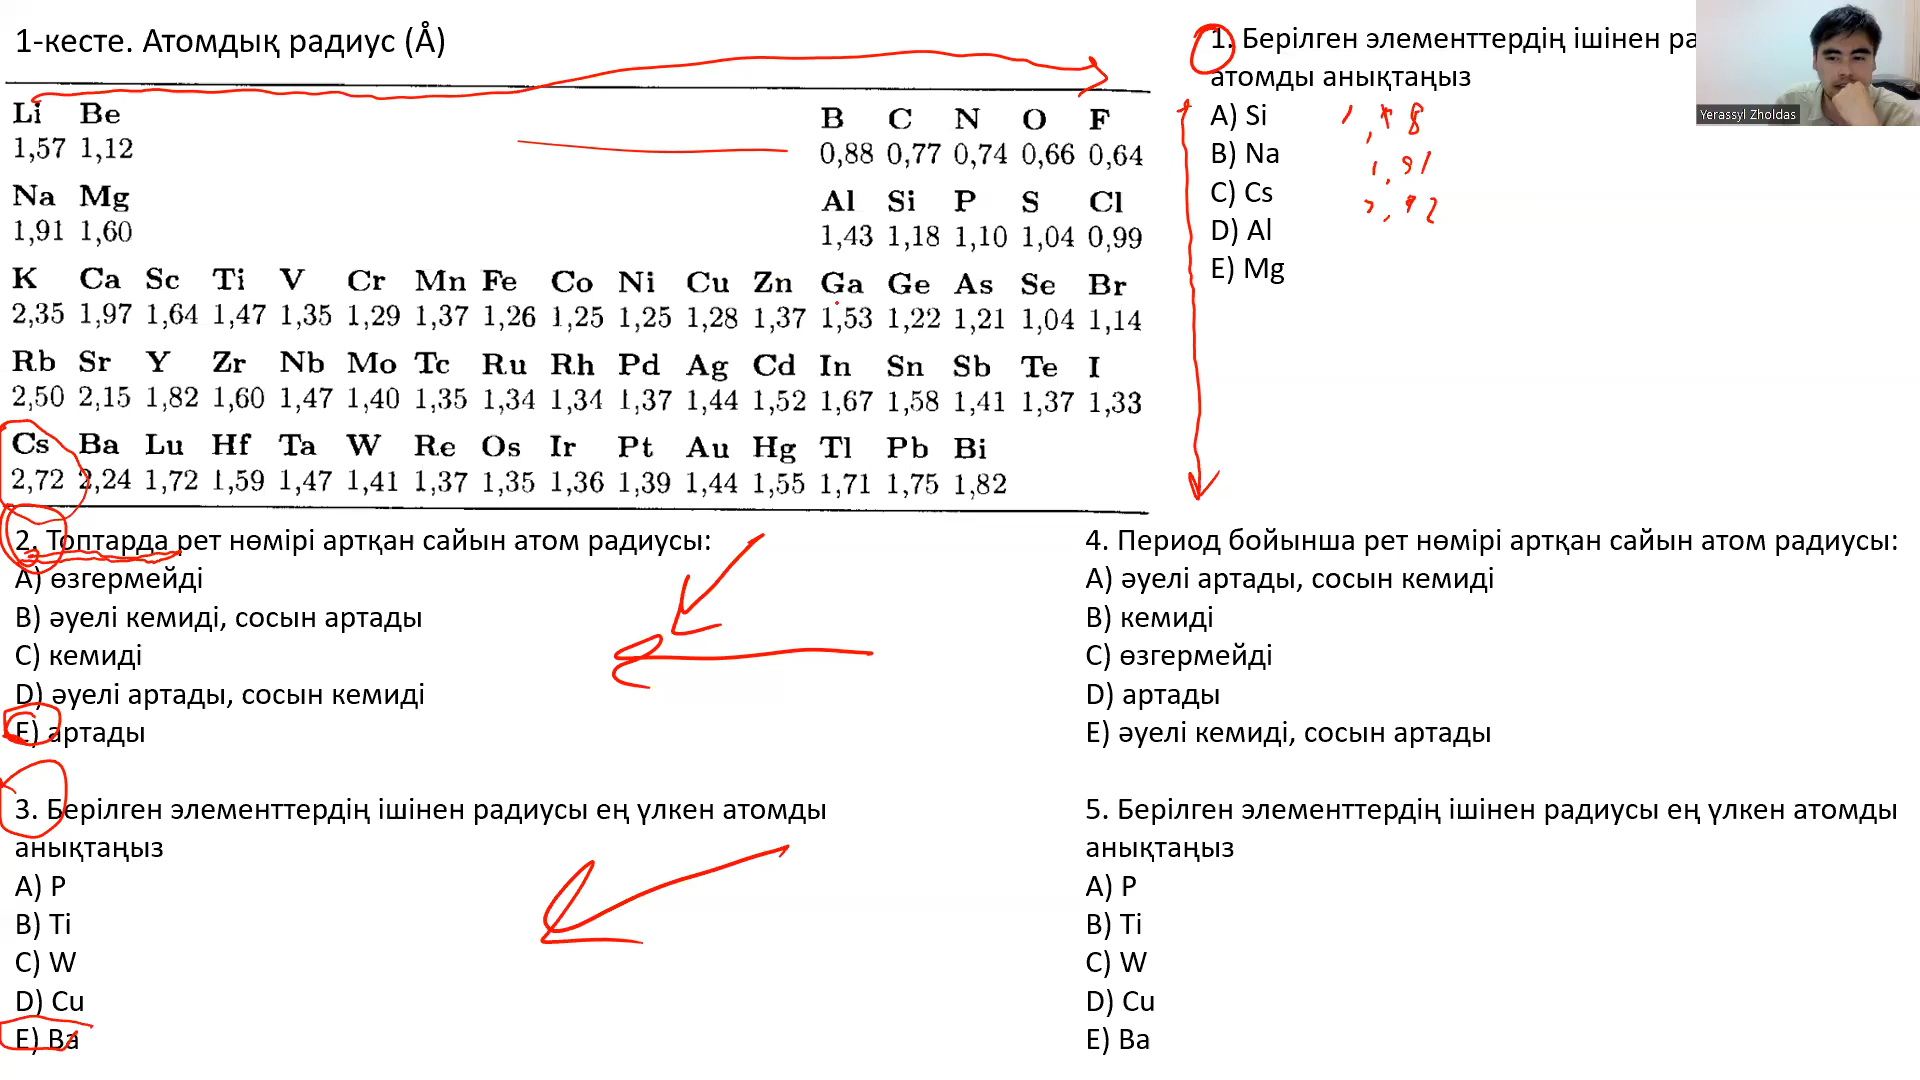 1-кесте. Атомдық радиус (Å)
Li Be B C N O F
1,57 1,12 0,88 0,77 0,74 0,66 0,64
Na Mg Al Si P S Cl
1,91 1,60 1,43 1,18 1,10 1,04 0,99
K Ca Sc Ti V Cr Mn Fe Co Ni Cu Zn Ga Ge As Se Br
2,35 1,97 1,64 1,47 1,35 1,29 1,37 1,26 1,25 1,25 1,28 1,37 1,53 1,22 1,21 1,04 1,14
Rb Sr Y Zr Nb Mo Tc Ru Rh Pd Ag Cd In Sn Sb Te I
2,50 2,15 1,82 1,60 1,47 1,40 1,35 1,34 1,34 1,37 1,44 1,52 1,67 1,58 1,41 1,37 1,33
Cs Ba Lu Hf Ta W Re Os Ir Pt Au Hg Tl Pb Bi
2,72 2,24 1,72 1,59 1,47 1,41 1,37 1,35 1,36 1,39 1,44 1,55 1,71 1,75 1,82
1. Берілген элементтердің ішінен
атомды анықтаңыз
A) Si
B) Na 1,91
C) Cs
D) Al
E) Mg
Yerassyl Zholdas
2. Топтарда рет нөмірі артқан сайын атом радиусы:
A) өзгермейді
B) әуелі кемиді, сосын артады
C) кемиді
D) әуелі артады, сосын кемиді
E) артады
3. Берілген элементтердің ішінен радиусы ең үлкен атомды
анықтаңыз
A) P
B) Ti
C) W
D) Cu
E) Ba
4. Период бойынша рет нөмірі артқан сайын атом радиусы:
A) әуелі артады, сосын кемиді
B) кемиді
C) өзгермейді
D) артады
E) әуелі кемиді, сосын артады
5. Берілген элементтердің ішінен радиусы ең үлкен атомды
анықтаңыз
A) P
B) Ti
C) W
D) Cu
E) Ba